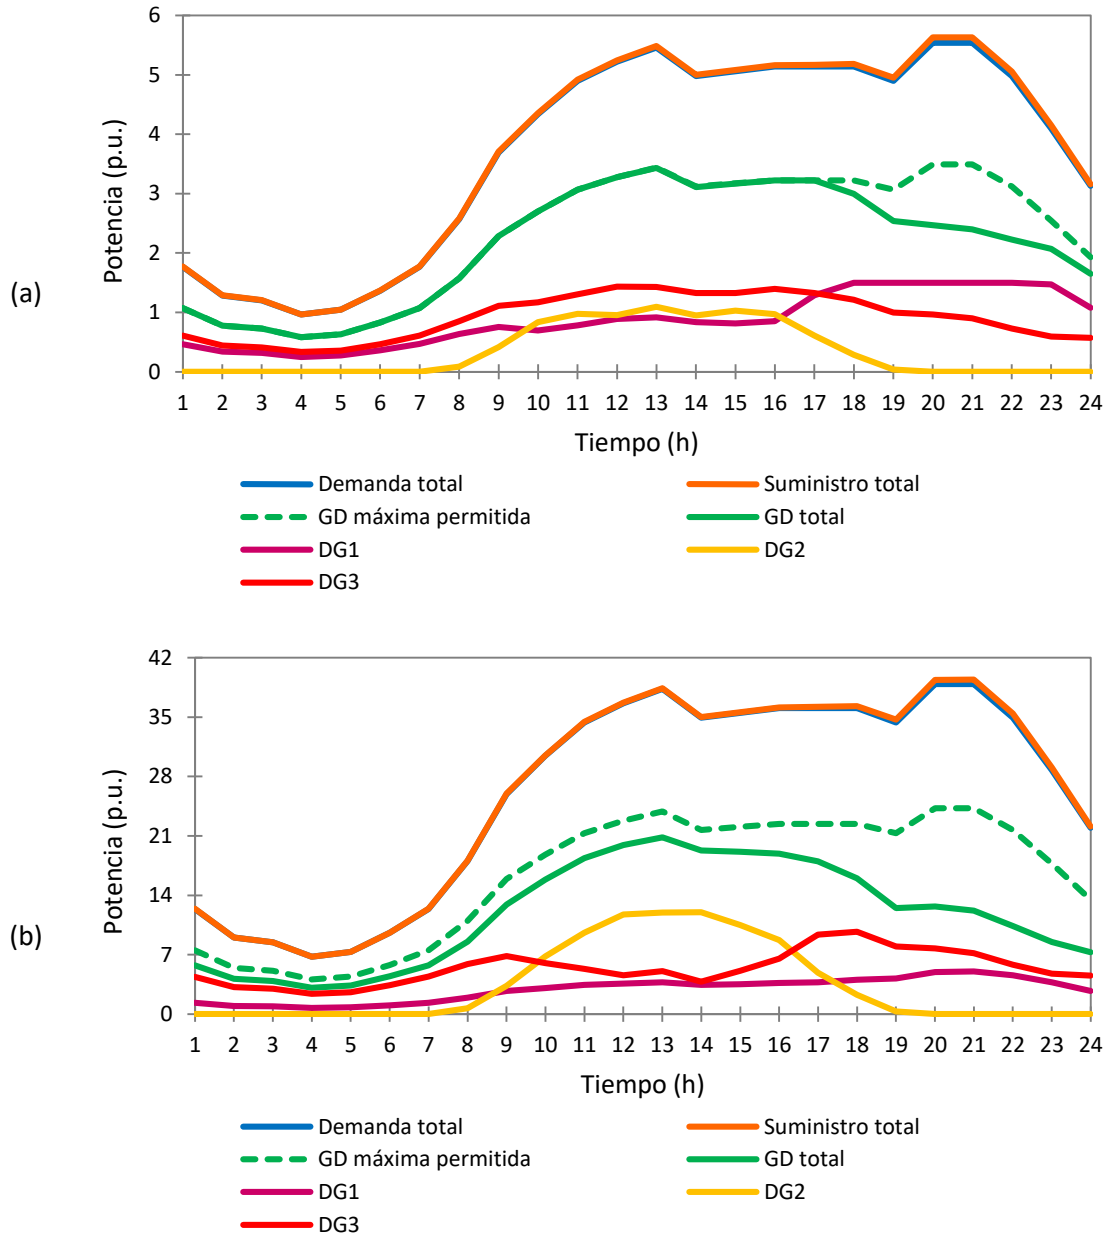 (a)
Potencia (p.u.)
6
5
4
3
2
1
0
1 2 3 4 5 6 7 8 9 10 11 12 13 14 15 16 17 18 19 20 21 22 23 24
Tiempo (h)
Demanda total Suministro total
GD máxima permitida GD total
DG1 DG2
DG3
(b)
Potencia (p.u.)
42
35
28
21
14
7
0
1 2 3 4 5 6 7 8 9 10 11 12 13 14 15 16 17 18 19 20 21 22 23 24
Tiempo (h)
Demanda total Suministro total
GD máxima permitida GD total
DG1 DG2
DG3